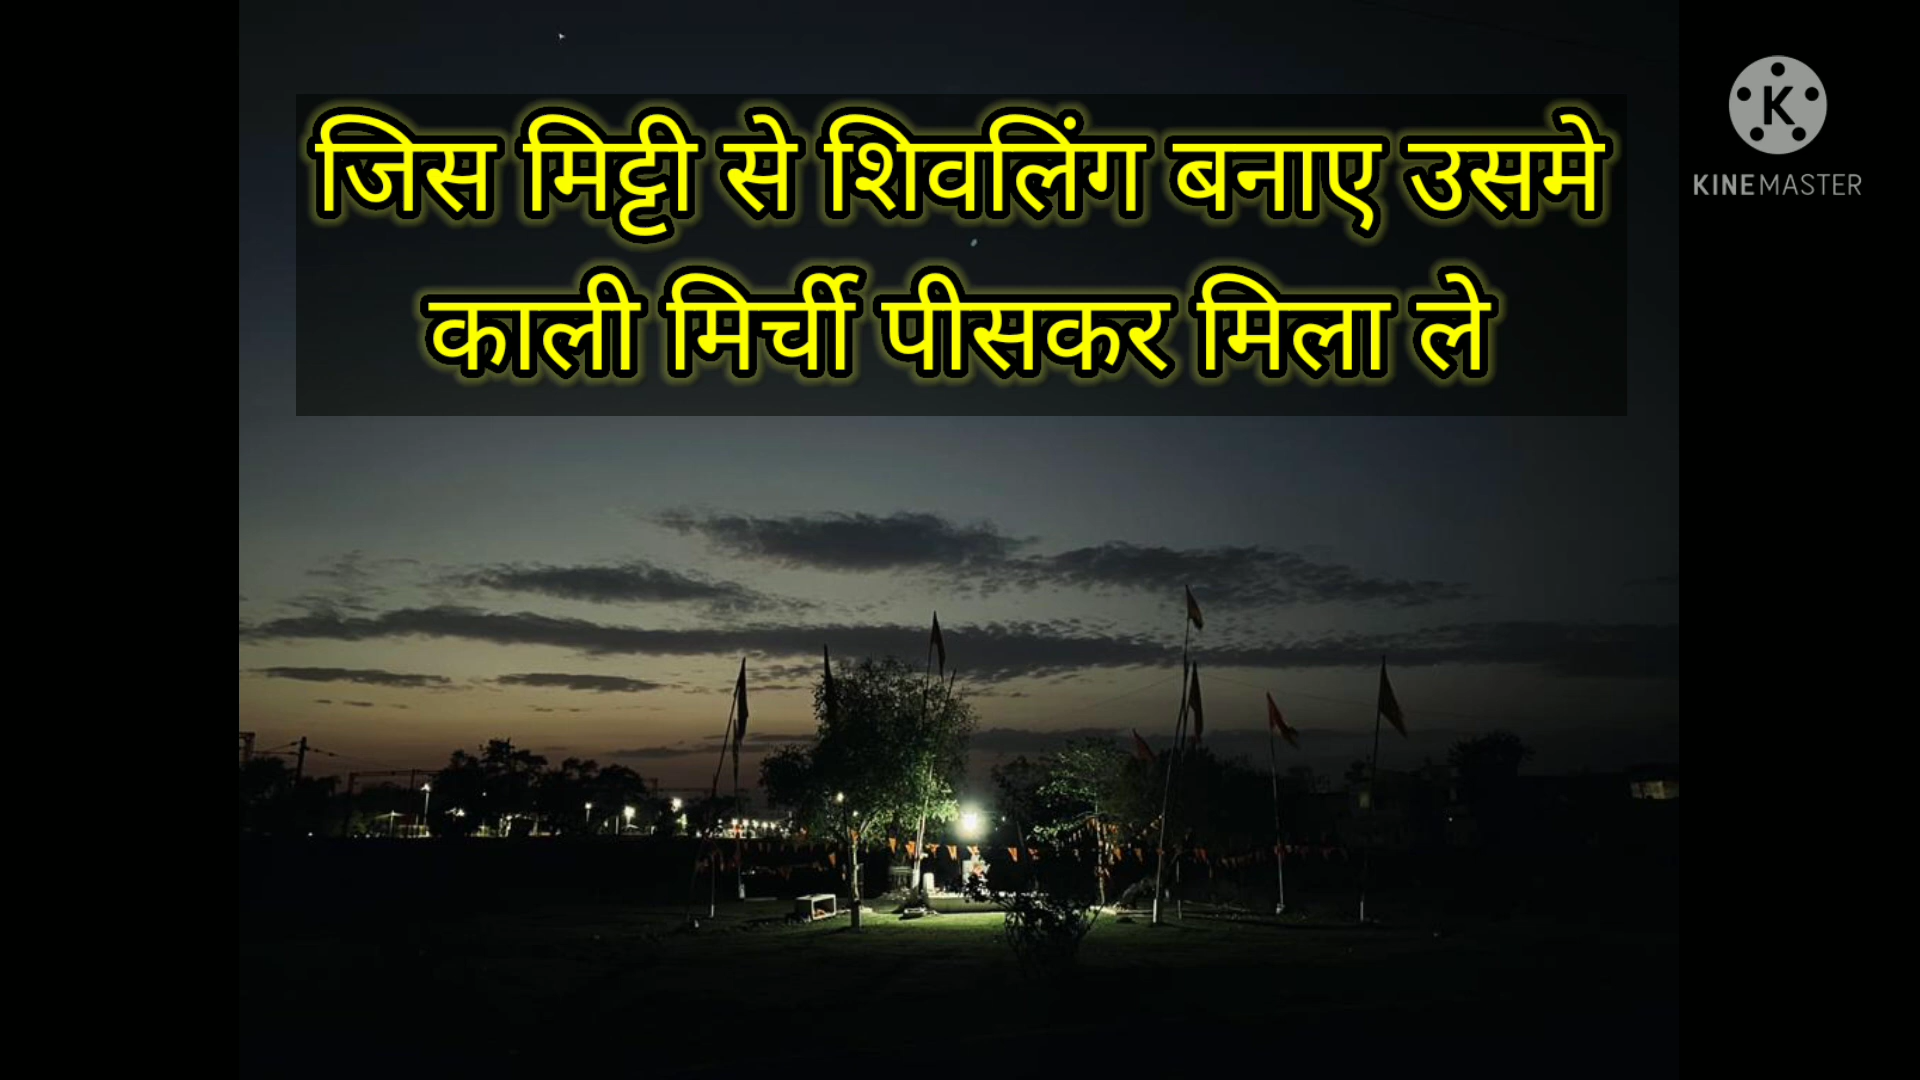 जिस मिट्टी से शिवलिंग बनाए उसमे
काली मिर्ची पीसकर मिला ले
K
KINEMASTER